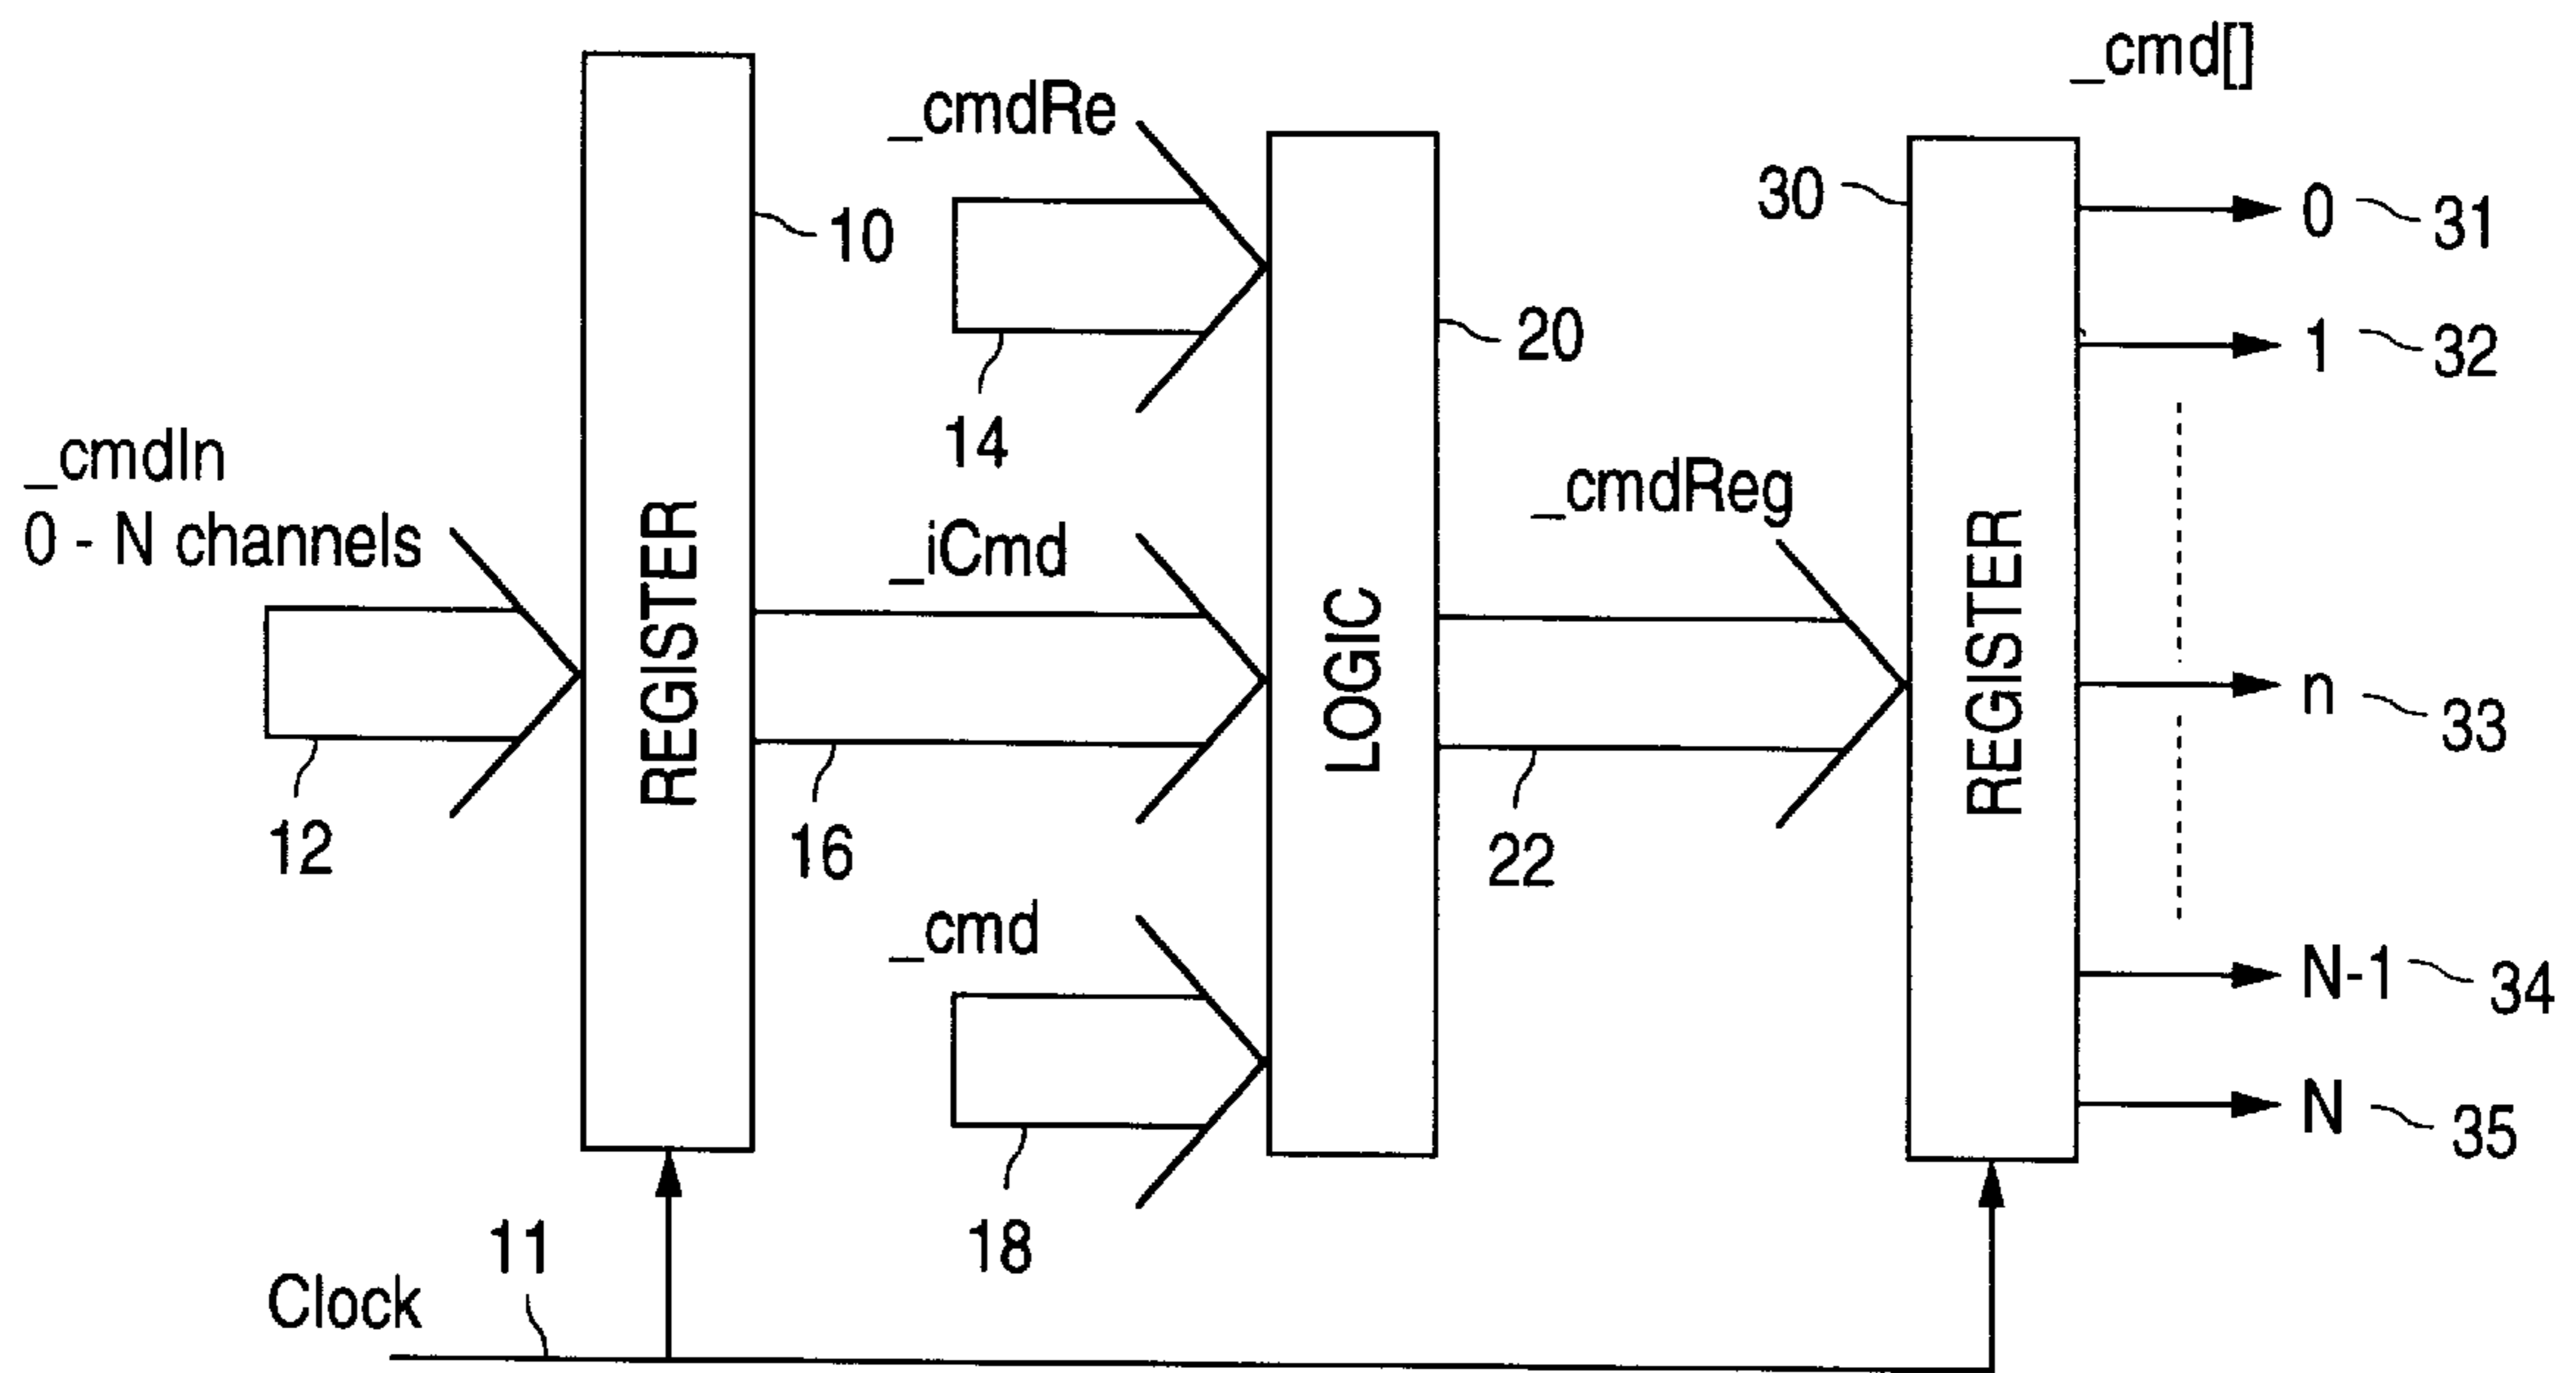 _cmd[]
_cmdRe
10
30
0
31
20
1
32
14
_cmdIn
0 - N channels
REGISTER
_iCmd
LOGIC
_cmdReg
REGISTER
n
33
12
16
22
_cmd
N-1
34
N
35
18
11
Clock